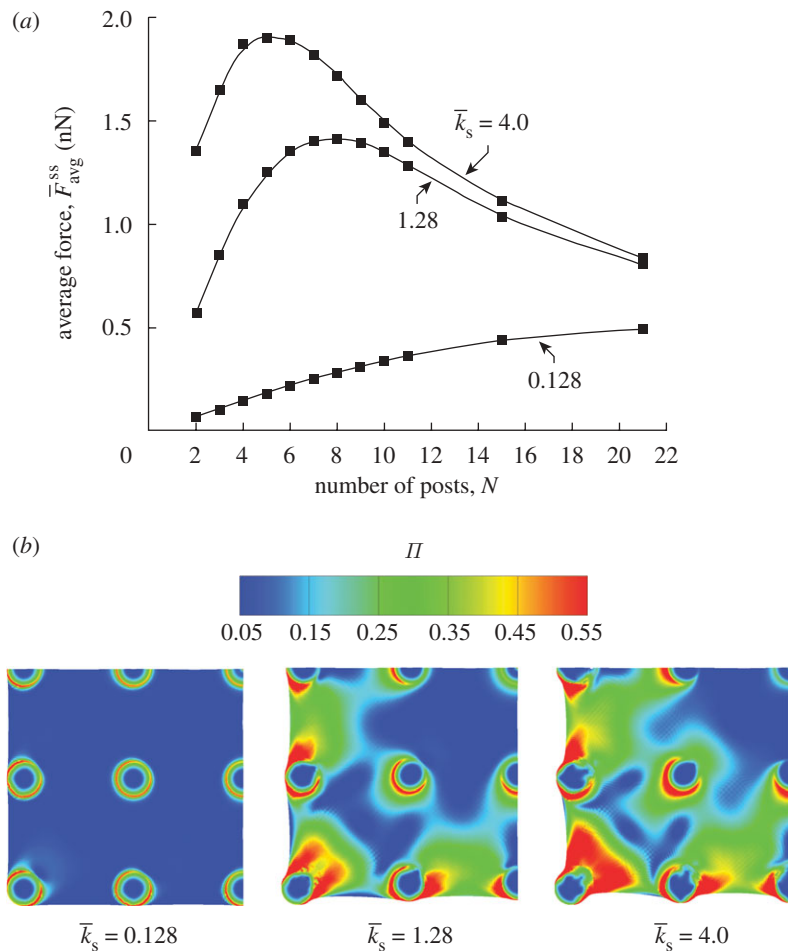 (a)
2.0
1.5
1.0
0.5
0
average force, F̄ˢˢavg (nN)
k̄s = 4.0
1.28
0.128
2 4 6 8 10 12 14 16 18 20 22
number of posts, N
(b)
Π
0.05 0.15 0.25 0.35 0.45 0.55
k̄s = 0.128 k̄s = 1.28 k̄s = 4.0